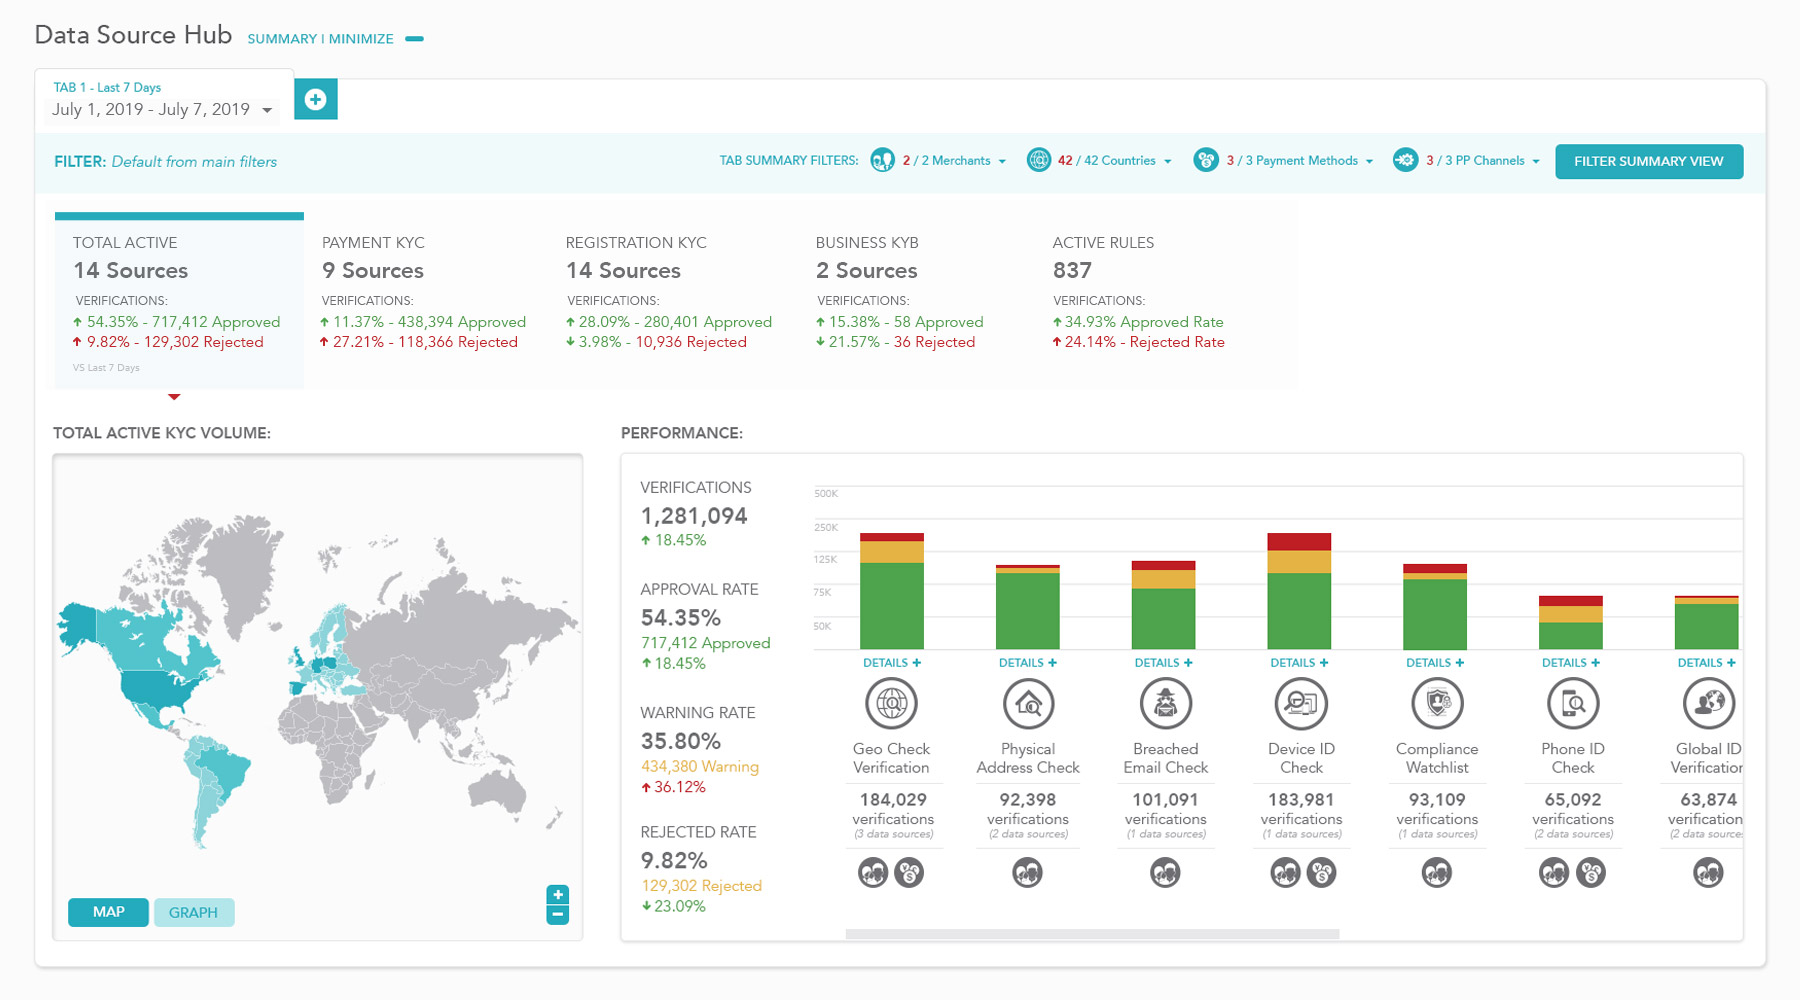 Data Source Hub SUMMARY | MINIMIZE
TAB 1 - Last 7 Days
July 1, 2019 - July 7, 2019
FILTER: Default from main filters
TAB SUMMARY FILTERS: 2 / 2 Merchants 42 / 42 Countries 3 / 3 Payment Methods 3 / 3 PP Channels FILTER SUMMARY VIEW
TOTAL ACTIVE
14 Sources
VERIFICATIONS:
54.35% - 717,412 Approved
9.82% - 129,302 Rejected
VS Last 7 Days
PAYMENT KYC
9 Sources
VERIFICATIONS:
11.37% - 438,394 Approved
27.21% - 118,366 Rejected
REGISTRATION KYC
14 Sources
VERIFICATIONS:
28.09% - 280,401 Approved
3.98% - 10,936 Rejected
BUSINESS KYB
2 Sources
VERIFICATIONS:
15.38% - 58 Approved
21.57% - 36 Rejected
ACTIVE RULES
837
VERIFICATIONS:
34.93% Approved Rate
24.14% - Rejected Rate
TOTAL ACTIVE KYC VOLUME:
MAP
GRAPH
PERFORMANCE:
VERIFICATIONS
1,281,094
18.45%
APPROVAL RATE
54.35%
717,412 Approved
18.45%
WARNING RATE
35.80%
434,380 Warning
36.12%
REJECTED RATE
9.82%
129,302 Rejected
23.09%
500K
250K
125K
75K
50K
DETAILS +
Geo Check
Verification
184,029
verifications
(3 data sources)
DETAILS +
Physical
Address Check
92,398
verifications
(2 data sources)
DETAILS +
Breached
Email Check
101,091
verifications
(1 data sources)
DETAILS +
Device ID
Check
183,981
verifications
(1 data sources)
DETAILS +
Compliance
Watchlist
93,109
verifications
(1 data sources)
DETAILS +
Phone ID
Check
65,092
verifications
(2 data sources)
DETAILS +
Global ID
Verification
63,874
verification
(2 data source